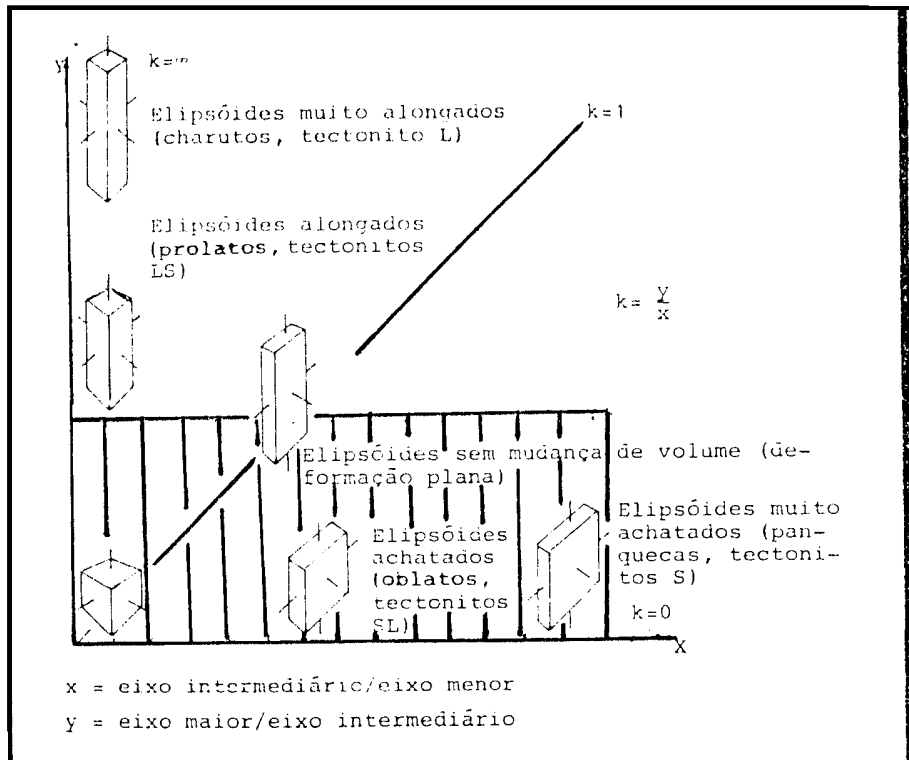 y
k=∞
Elipsóides muito alongados
(charutos, tectonito L)
k=1
Elipsóides alongados
(prolatos, tectonitos
LS)
k= y
x
Elipsóides sem mudança de volume (de-
formação plana)
Elipsóides
achatados
(oblatos,
tectonitos
SL)
Elipsóides muito
achatados (pan-
quecas, tectoni-
tos S)
k=0
X
x = eixo intermediário/eixo menor
y = eixo maior/eixo intermediário